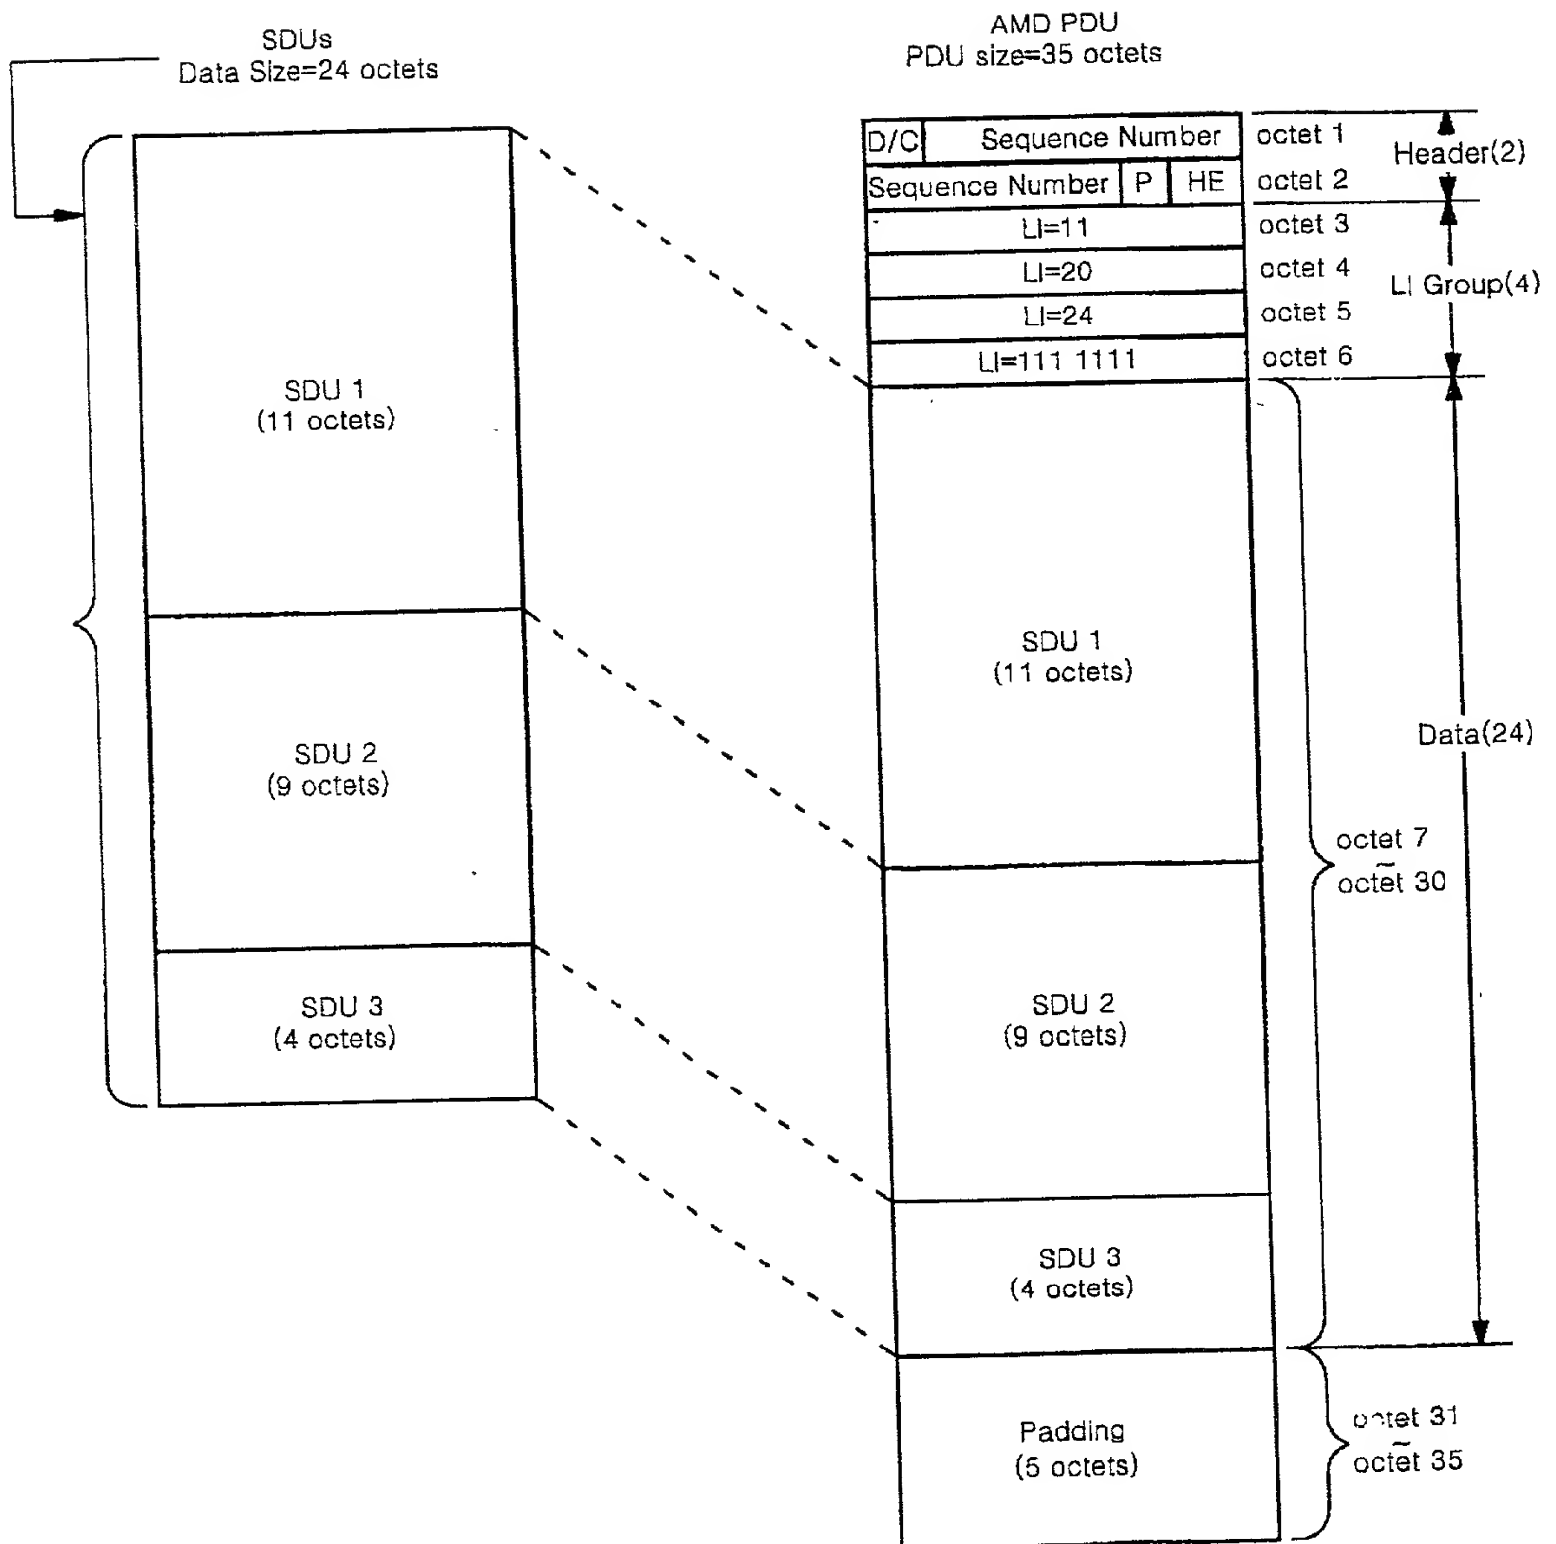 SDUs
Data Size=24 octets
SDU 1
(11 octets)
SDU 2
(9 octets)
SDU 3
(4 octets)
AMD PDU
PDU size=35 octets
D/C Sequence Number octet 1
Header(2)
Sequence Number P HE octet 2
LI=11 octet 3
LI=20 octet 4
LI Group(4)
LI=24 octet 5
LI=111 1111 octet 6
SDU 1
(11 octets)
Data(24)
octet 7
~
octet 30
SDU 2
(9 octets)
SDU 3
(4 octets)
Padding
(5 octets)
octet 31
~
octet 35